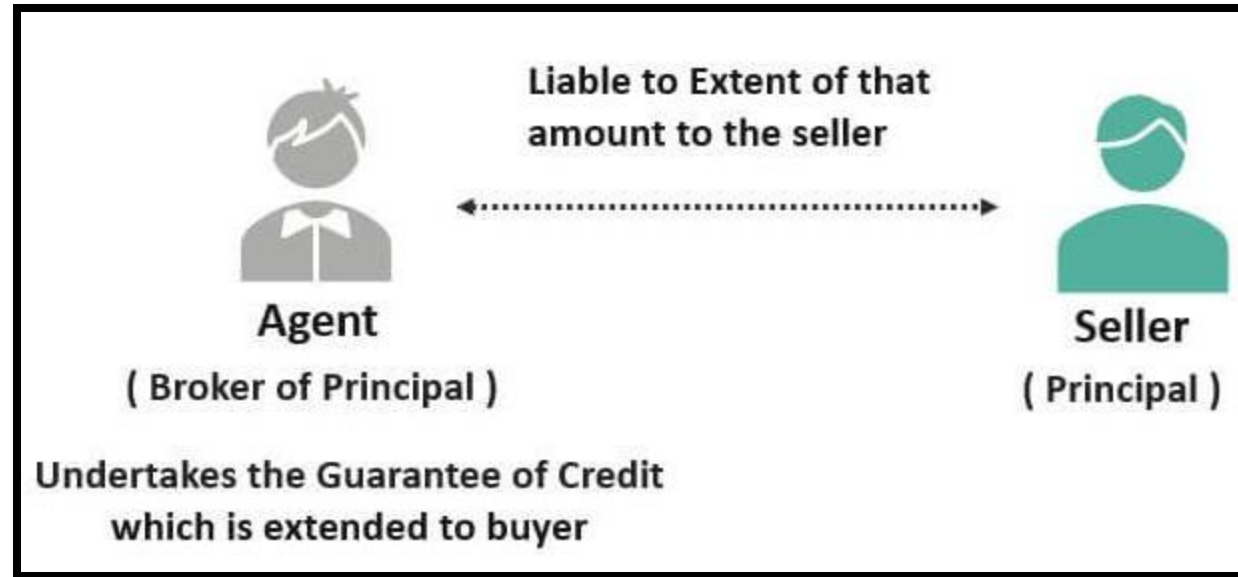 Liable to Extent of that
amount to the seller
Agent
( Broker of Principal )
Seller
( Principal )
Undertakes the Guarantee of Credit
which is extended to buyer